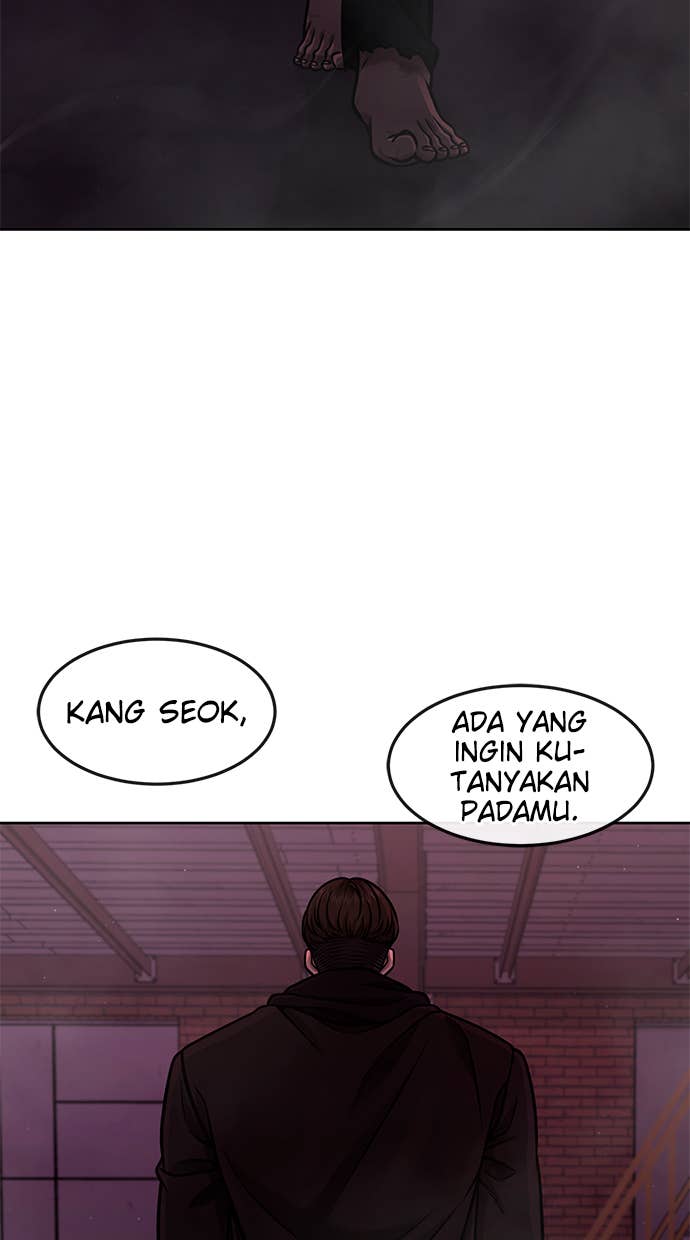 KANG SEOK,
ADA YANG
INGIN KU-
TANYAKAN
PADAMU.